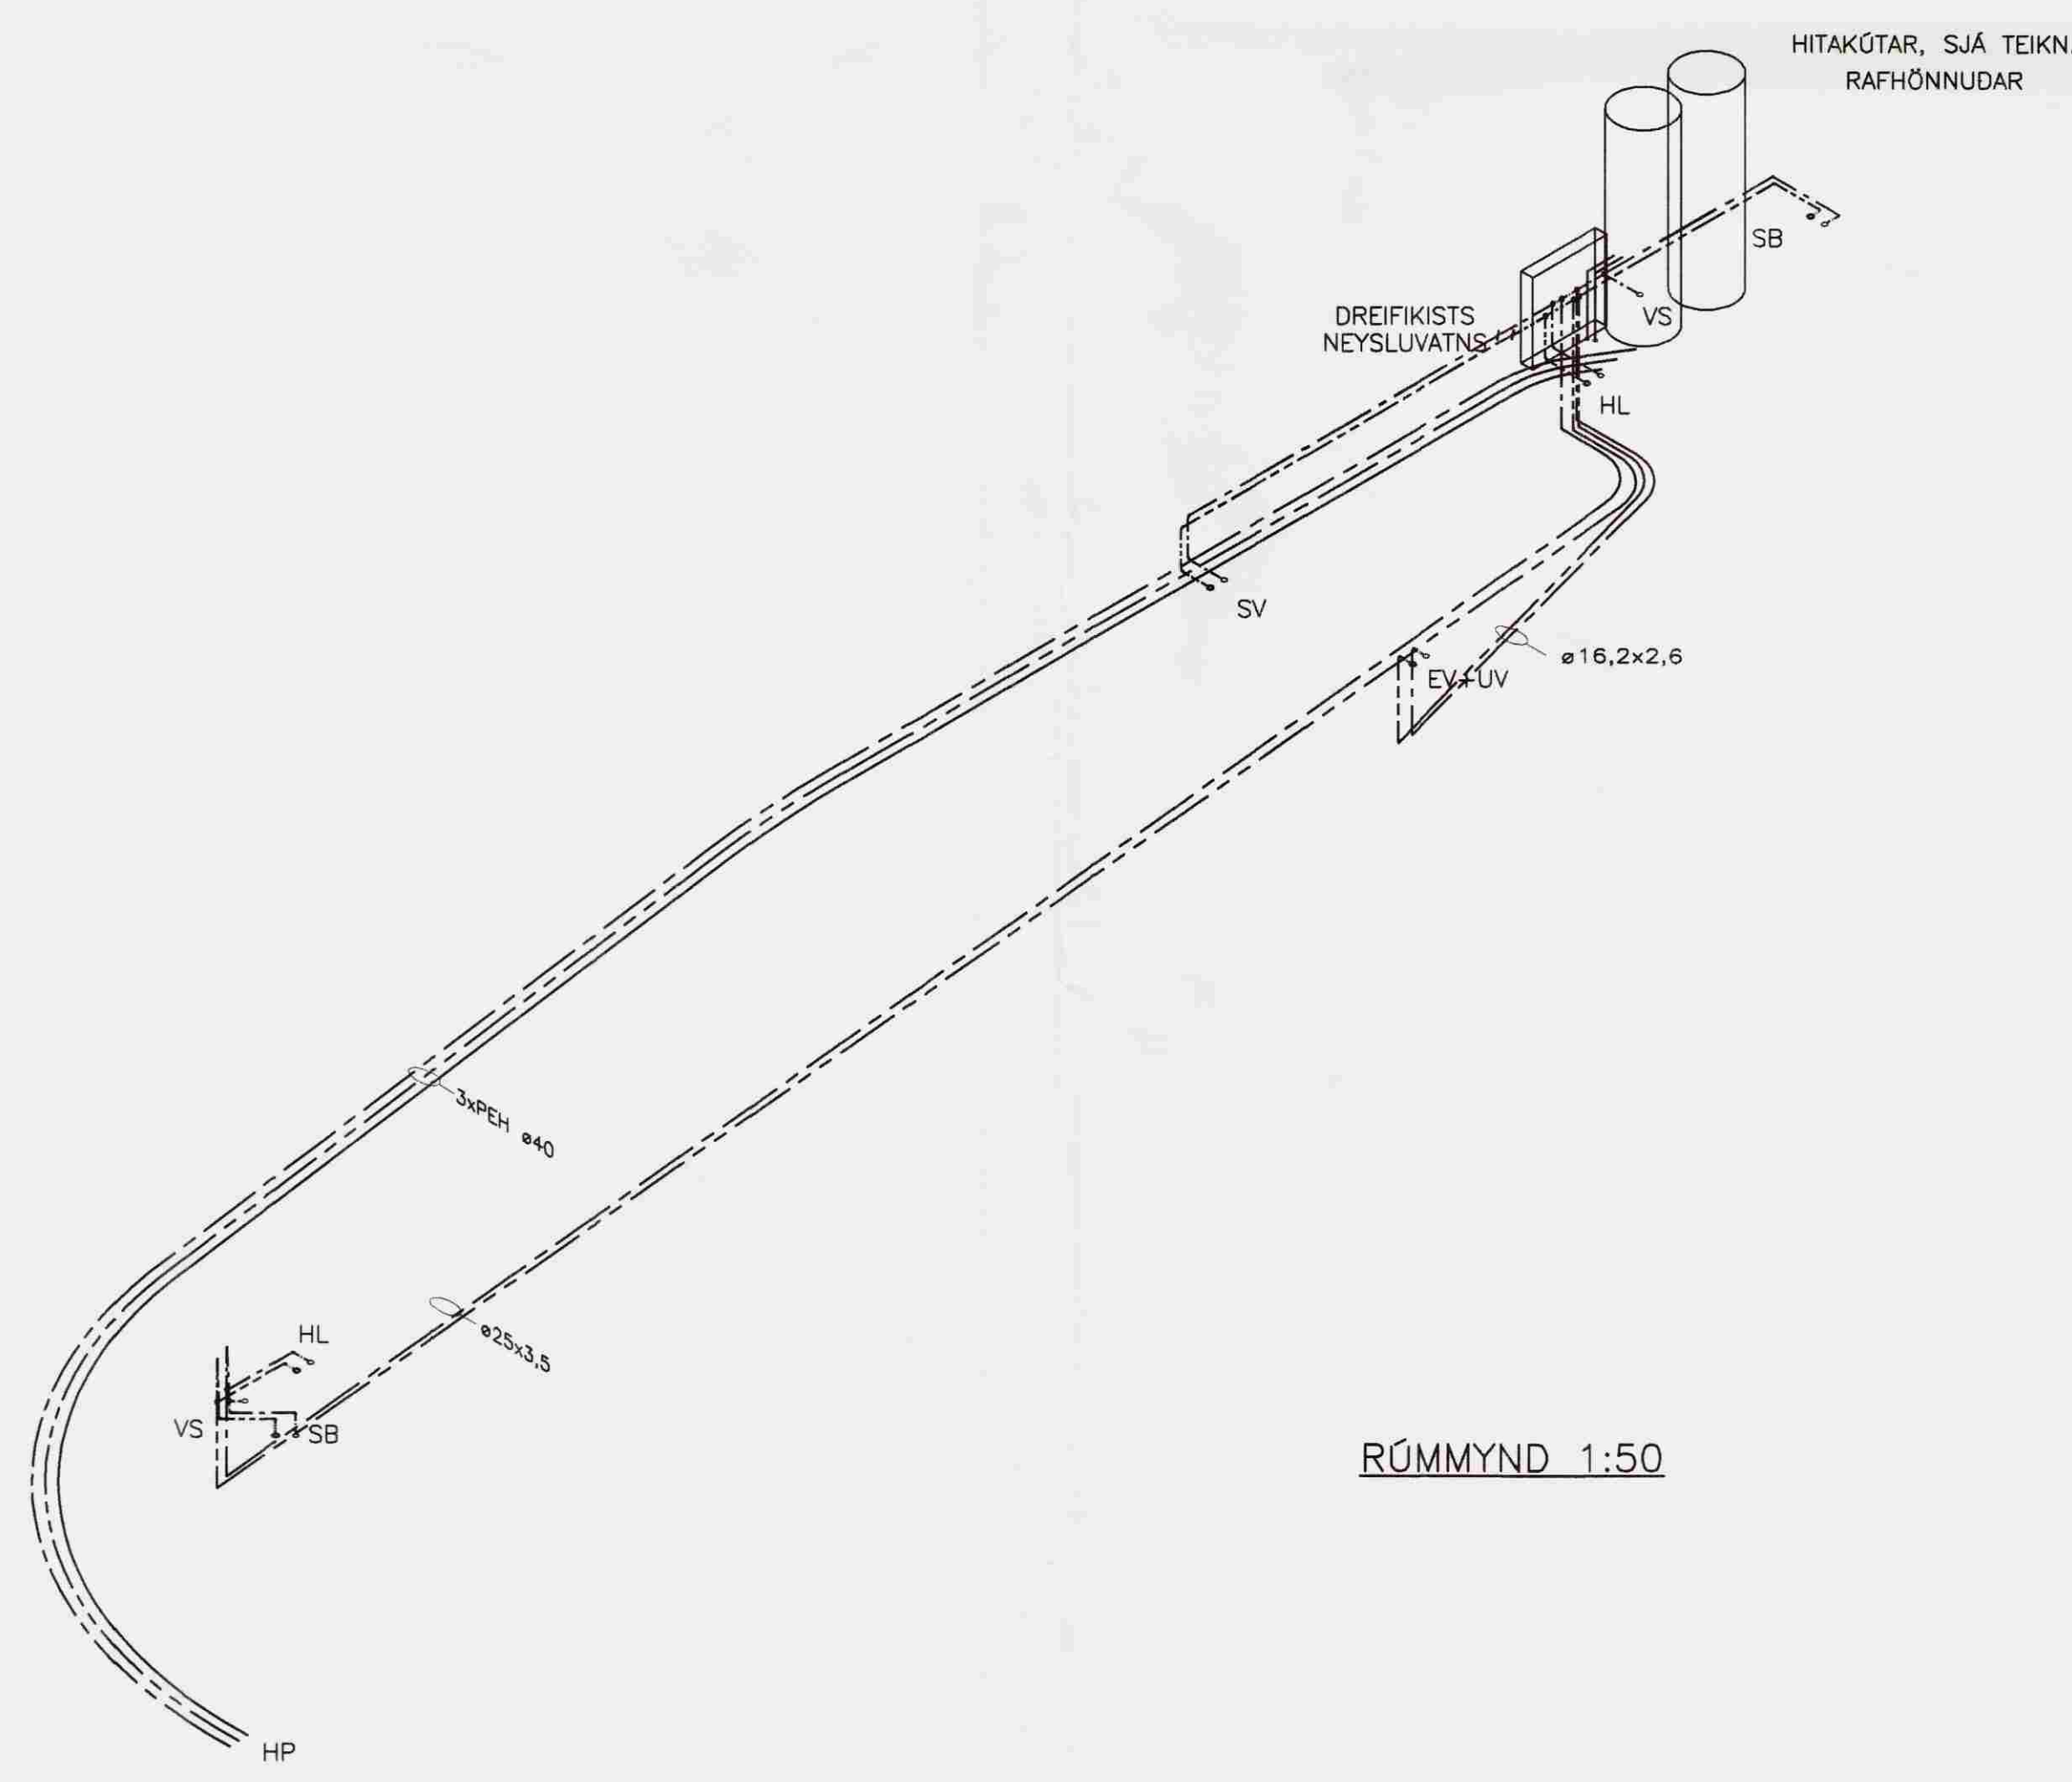 HITAKÚTAR, SJÁ TEIKN.
RAFHÖNNUÐAR
SB
VS
DREIFIKISTS
NEYSLUVATNS
HL
SV
ø16,2x2,6
EV+UV
3xPEH ø40
ø25x3,5
HL
VS
SB
RÚMMYND 1:50
HP